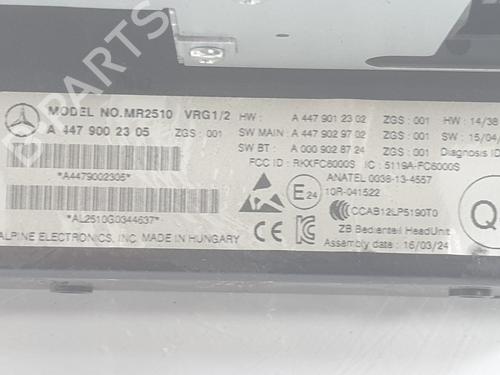 B PARTS
MODEL NO.MR2510 VRG1/2 HW : A 447 901 23 02 ZGS : 001 HW : 14/38
A 447 900 23 05 ZGS : 001 SW MAIN : A 447 902 97 02 ZGS : 001 SW : 15/04
SW BT : A 000 902 87 24 ZGS : 001 Diagnosis ID
*A4479002305* FCC ID : RKXFC6000S IC : 5119A-FC6000S
ANATEL 0038-13-4557
E 24 10R-041522 Q
*AL2510G0344637* CCAB12LP5190T0
ALPINE ELECTRONICS, INC. MADE IN HUNGARY CE ZB Bedienteil HeadUnit
Assembly date : 16/03/24